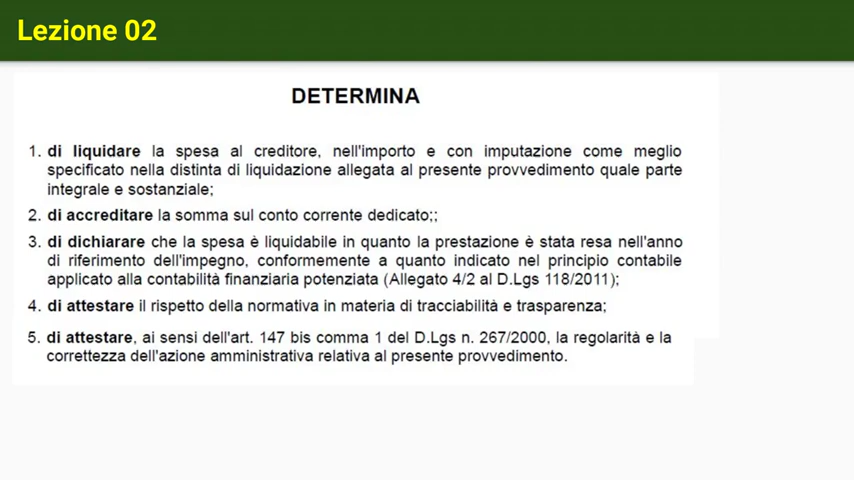 Lezione 02
DETERMINA
1. di liquidare la spesa al creditore, nell'importo e con imputazione come meglio
specificato nella distinta di liquidazione allegata al presente provvedimento quale parte
integrale e sostanziale;
2. di accreditare la somma sul conto corrente dedicato;;
3. di dichiarare che la spesa è liquidabile in quanto la prestazione è stata resa nell'anno
di riferimento dell'impegno, conformemente a quanto indicato nel principio contabile
applicato alla contabilità finanziaria potenziata (Allegato 4/2 al D.Lgs 118/2011);
4. di attestare il rispetto della normativa in materia di tracciabilità e trasparenza;
5. di attestare, ai sensi dell'art. 147 bis comma 1 del D.Lgs n. 267/2000, la regolarità e la
correttezza dell'azione amministrativa relativa al presente provvedimento.